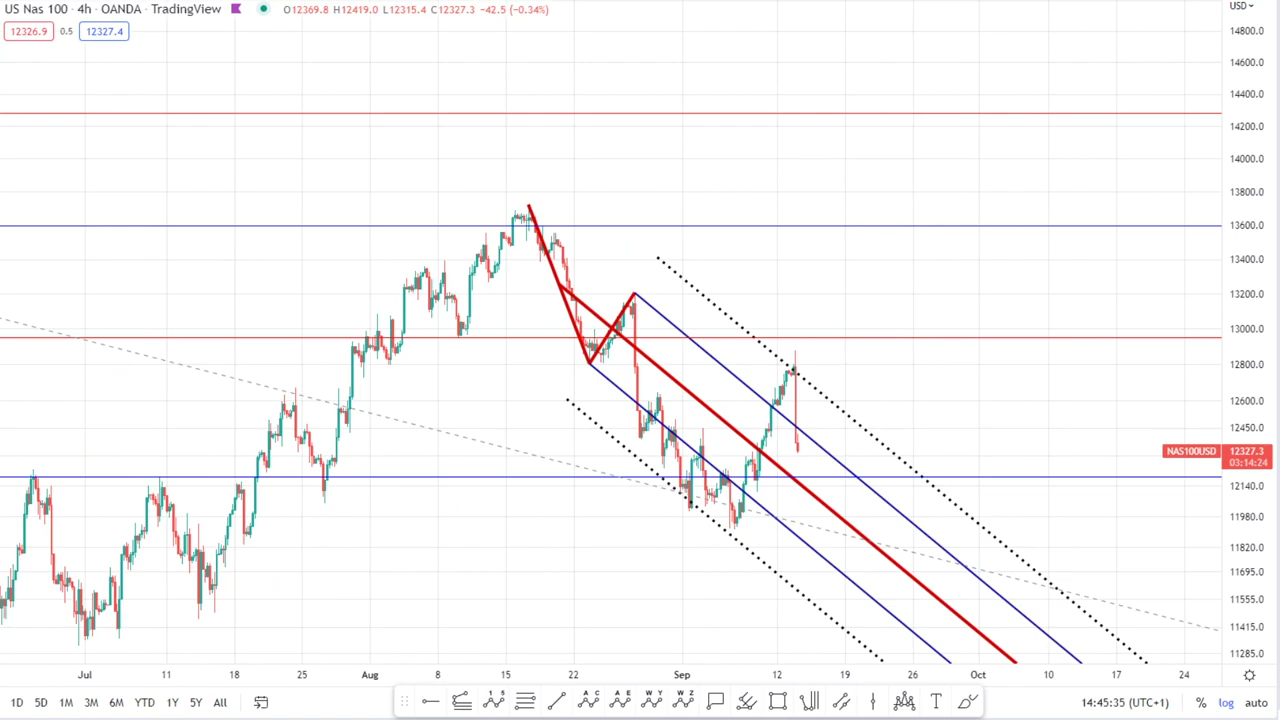 US Nas 100 · 4h · OANDA · TradingView O12369.8 H12419.0 L12315.4 C12327.3 −42.5 (−0.34%)
USD
12326.9 0.5 12327.4
14800.0
14600.0
14400.0
14200.0
14000.0
13800.0
13600.0
13400.0
13200.0
13000.0
12800.0
12600.0
12450.0
NAS100USD 12327.3
03:14:24
12140.0
11980.0
11820.0
11695.0
11555.0
11415.0
11285.0
Jul 11 18 25 Aug 8 15 22 Sep 12 19 26 Oct 10 17 24
1D 5D 1M 3M 6M YTD 1Y 5Y All
1 5 A C A E W Y W Z T
14:45:35 (UTC+1) % log auto